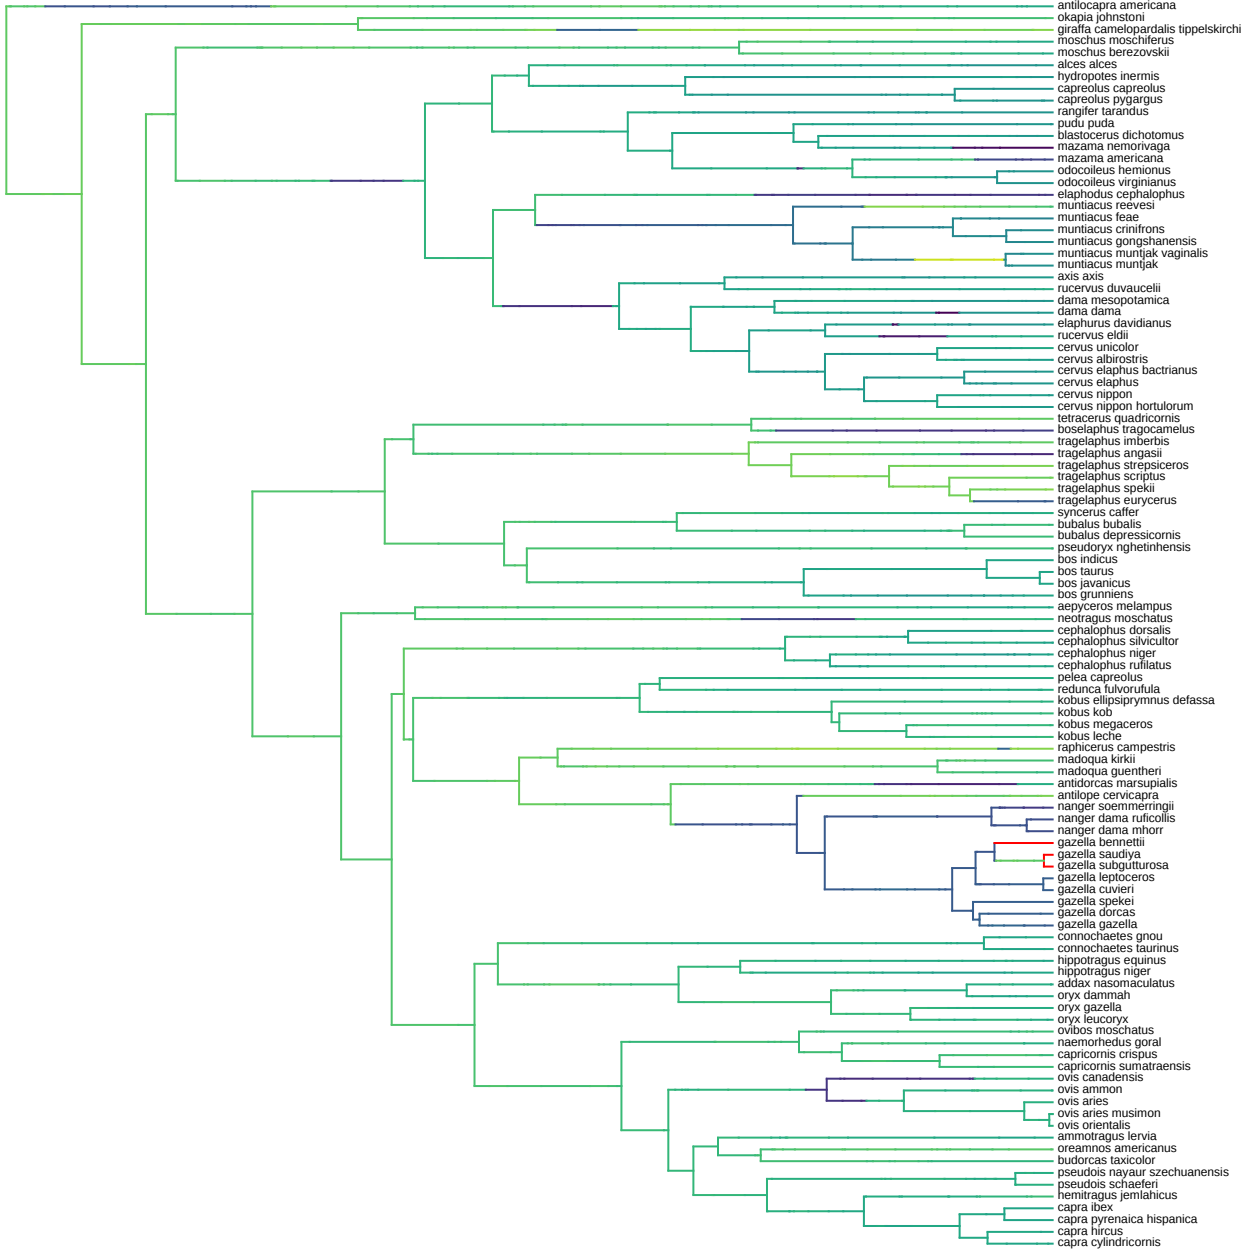 antilocapra americana
okapia johnstoni
giraffa camelopardalis tippelskirchi
moschus moschiferus
moschus berezovskii
alces alces
hydropotes inermis
capreolus capreolus
capreolus pygargus
rangifer tarandus
pudu puda
blastocerus dichotomus
mazama nemorivaga
mazama americana
odocoileus hemionus
odocoileus virginianus
elaphodus cephalophus
muntiacus reevesi
muntiacus feae
muntiacus crinifrons
muntiacus gongshanensis
muntiacus muntjak vaginalis
muntiacus muntjak
axis axis
rucervus duvaucelii
dama mesopotamica
dama dama
elaphurus davidianus
rucervus eldii
cervus unicolor
cervus albirostris
cervus elaphus bactrianus
cervus elaphus
cervus nippon
cervus nippon hortulorum
tetracerus quadricornis
boselaphus tragocamelus
tragelaphus imberbis
tragelaphus angasii
tragelaphus strepsiceros
tragelaphus scriptus
tragelaphus spekii
tragelaphus eurycerus
syncerus caffer
bubalus bubalis
bubalus depressicornis
pseudoryx nghetinhensis
bos indicus
bos taurus
bos javanicus
bos grunniens
aepyceros melampus
neotragus moschatus
cephalophus dorsalis
cephalophus silvicultor
cephalophus niger
cephalophus rufilatus
pelea capreolus
redunca fulvorufula
kobus ellipsiprymnus defassa
kobus kob
kobus megaceros
kobus leche
raphicerus campestris
madoqua kirkii
madoqua guentheri
antidorcas marsupialis
antilope cervicapra
nanger soemmerringii
nanger dama ruficollis
nanger dama mhorr
gazella bennettii
gazella saudiya
gazella subgutturosa
gazella leptoceros
gazella cuvieri
gazella spekei
gazella dorcas
gazella gazella
connochaetes gnou
connochaetes taurinus
hippotragus equinus
hippotragus niger
addax nasomaculatus
oryx dammah
oryx gazella
oryx leucoryx
ovibos moschatus
naemorhedus goral
capricornis crispus
capricornis sumatraensis
ovis canadensis
ovis ammon
ovis aries
ovis aries musimon
ovis orientalis
ammotragus lervia
oreamnos americanus
budorcas taxicolor
pseudois nayaur szechuanensis
pseudois schaeferi
hemitragus jemlahicus
capra ibex
capra pyrenaica hispanica
capra hircus
capra cylindricornis